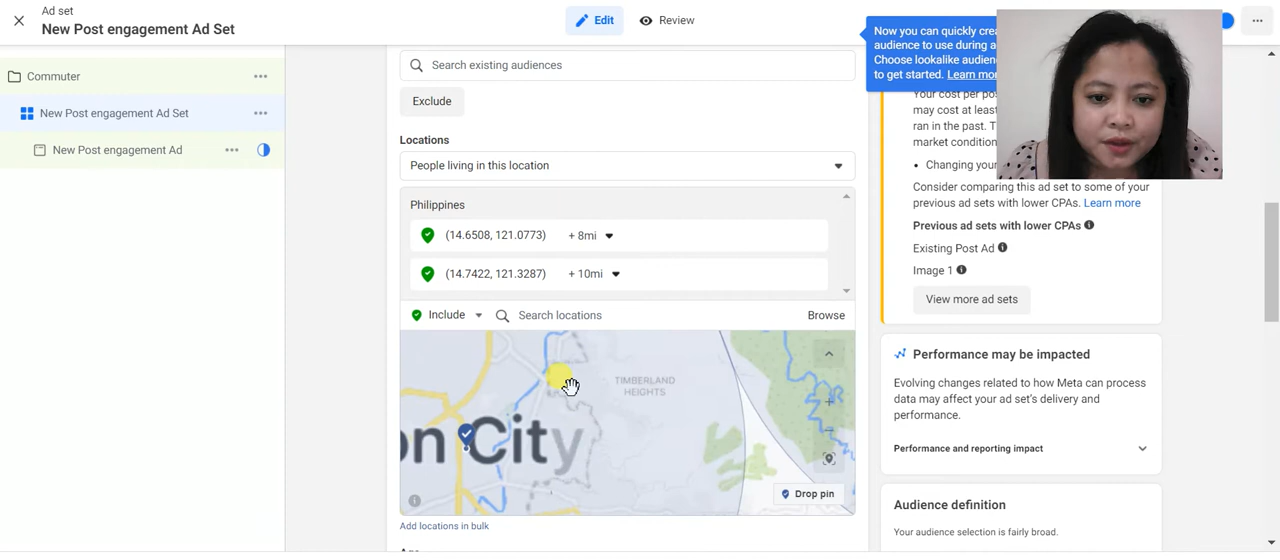 Ad set
New Post engagement Ad Set
Edit
Review
Now you can quickly crea
audience to use during a
Choose lookalike audien
to get started. Learn mor
Commuter
New Post engagement Ad Set
New Post engagement Ad
Search existing audiences
Exclude
Locations
People living in this location
Philippines
(14.6508, 121.0773) + 8mi
(14.7422, 121.3287) + 10mi
Include
Search locations
Browse
TIMBERLAND
HEIGHTS
on City
Drop pin
Add locations in bulk
Age
Your cost per pos
may cost at least
ran in the past. T
market condition
• Changing your
Consider comparing this ad set to some of your
previous ad sets with lower CPAs. Learn more
Previous ad sets with lower CPAs
Existing Post Ad
Image 1
View more ad sets
Performance may be impacted
Evolving changes related to how Meta can process
data may affect your ad set's delivery and
performance.
Performance and reporting impact
Audience definition
Your audience selection is fairly broad.